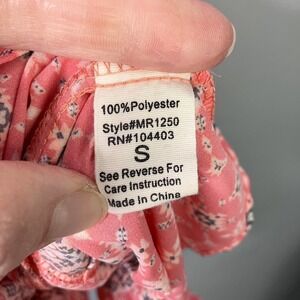 100%Polyester
Style#MR1250
RN#104403
S
See Reverse For
Care Instruction
Made in China